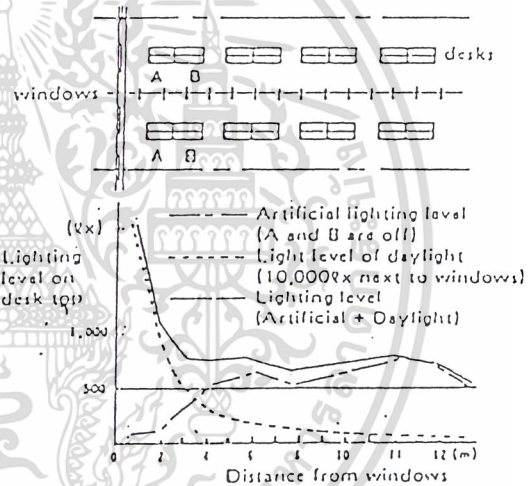 desks
A B
windows
A B
(ℓx)
Artificial lighting level
(A and B are off)
Light level of daylight
(10,000ℓx next to windows)
Lighting level
(Artificial + Daylight)
Lighting
level on
desk top
1,000
500
0 2 4 6 8 10 11 12 (m)
Distance from windows